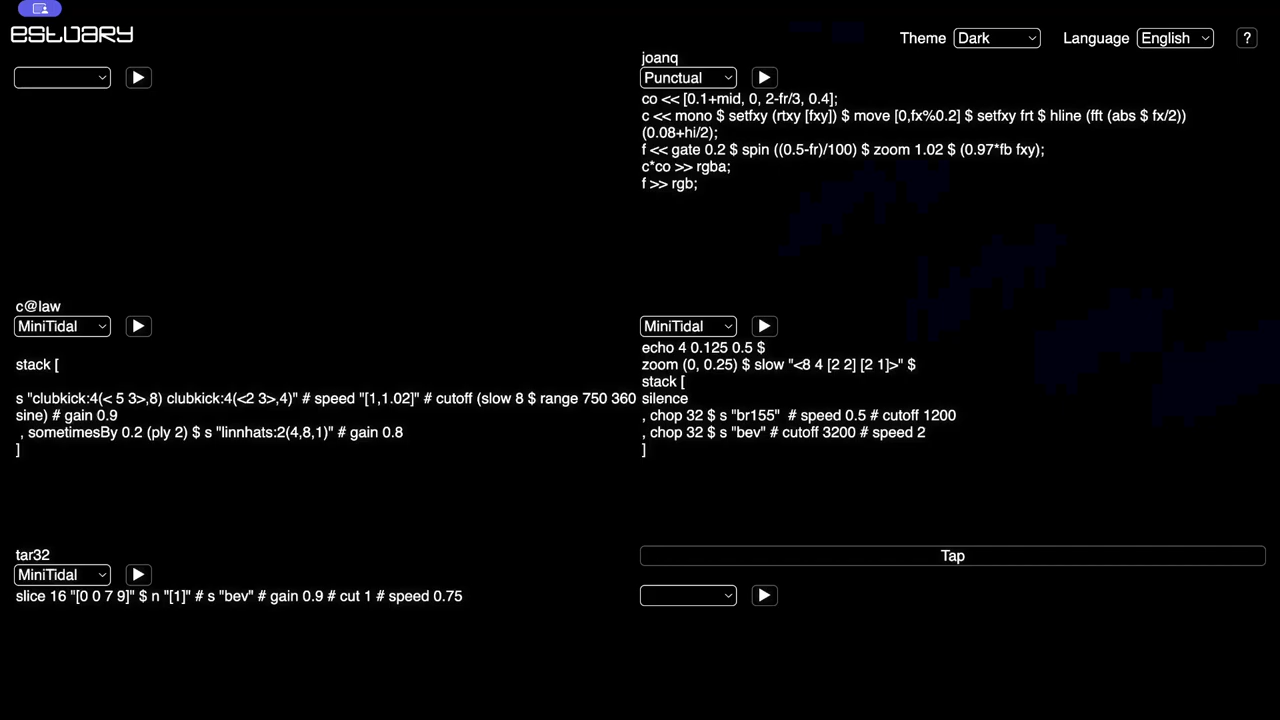 estuary
Theme Dark Language English ?
joanq
Punctual
co << [0.1+mid, 0, 2-fr/3, 0.4];
c << mono $ setfxy (rtxy [fxy]) $ move [0,fx%0.2] $ setfxy frt $ hline (fft (abs $ fx/2))
(0.08+hi/2);
f << gate 0.2 $ spin ((0.5-fr)/100) $ zoom 1.02 $ (0.97*fb fxy);
c*co >> rgba;
f >> rgb;
c@law
MiniTidal
stack [
s "clubkick:4(< 5 3>,8) clubkick:4(<2 3>,4)" # speed "[1,1.02]" # cutoff (slow 8 $ range 750 360
sine) # gain 0.9
, sometimesBy 0.2 (ply 2) $ s "linnhats:2(4,8,1)" # gain 0.8
]
MiniTidal
echo 4 0.125 0.5 $
zoom (0, 0.25) $ slow "<8 4 [2 2] [2 1]>" $
stack [
silence
, chop 32 $ s "br155"  # speed 0.5 # cutoff 1200
, chop 32 $ s "bev" # cutoff 3200 # speed 2
]
tar32
MiniTidal
slice 16 "[0 0 7 9]" $ n "[1]" # s "bev" # gain 0.9 # cut 1 # speed 0.75
Tap